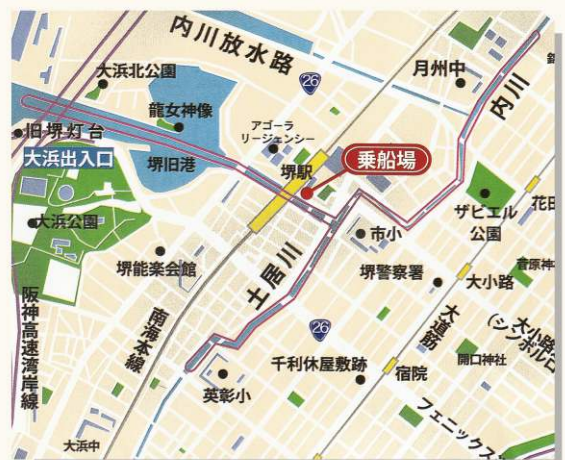 内川放水路
26
月州中
内川
大浜北公園
龍女神像
アゴーラ
リージェンシー
旧堺灯台
大浜出入口
堺旧港
堺駅
乗船場
ザビエル
公園
花田
大浜公園
市小
堺能楽会館
土居川
堺警察署
大小路
菅原神
阪神高速湾岸線
南海本線
26
大道筋
大小路
(シンボルロ
千利休屋敷跡
宿院
開口神社
英彰小
フェニックス
大浜中